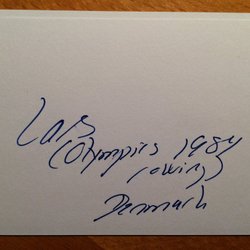 Lars
(Olympics 1984
rowing)
Denmark